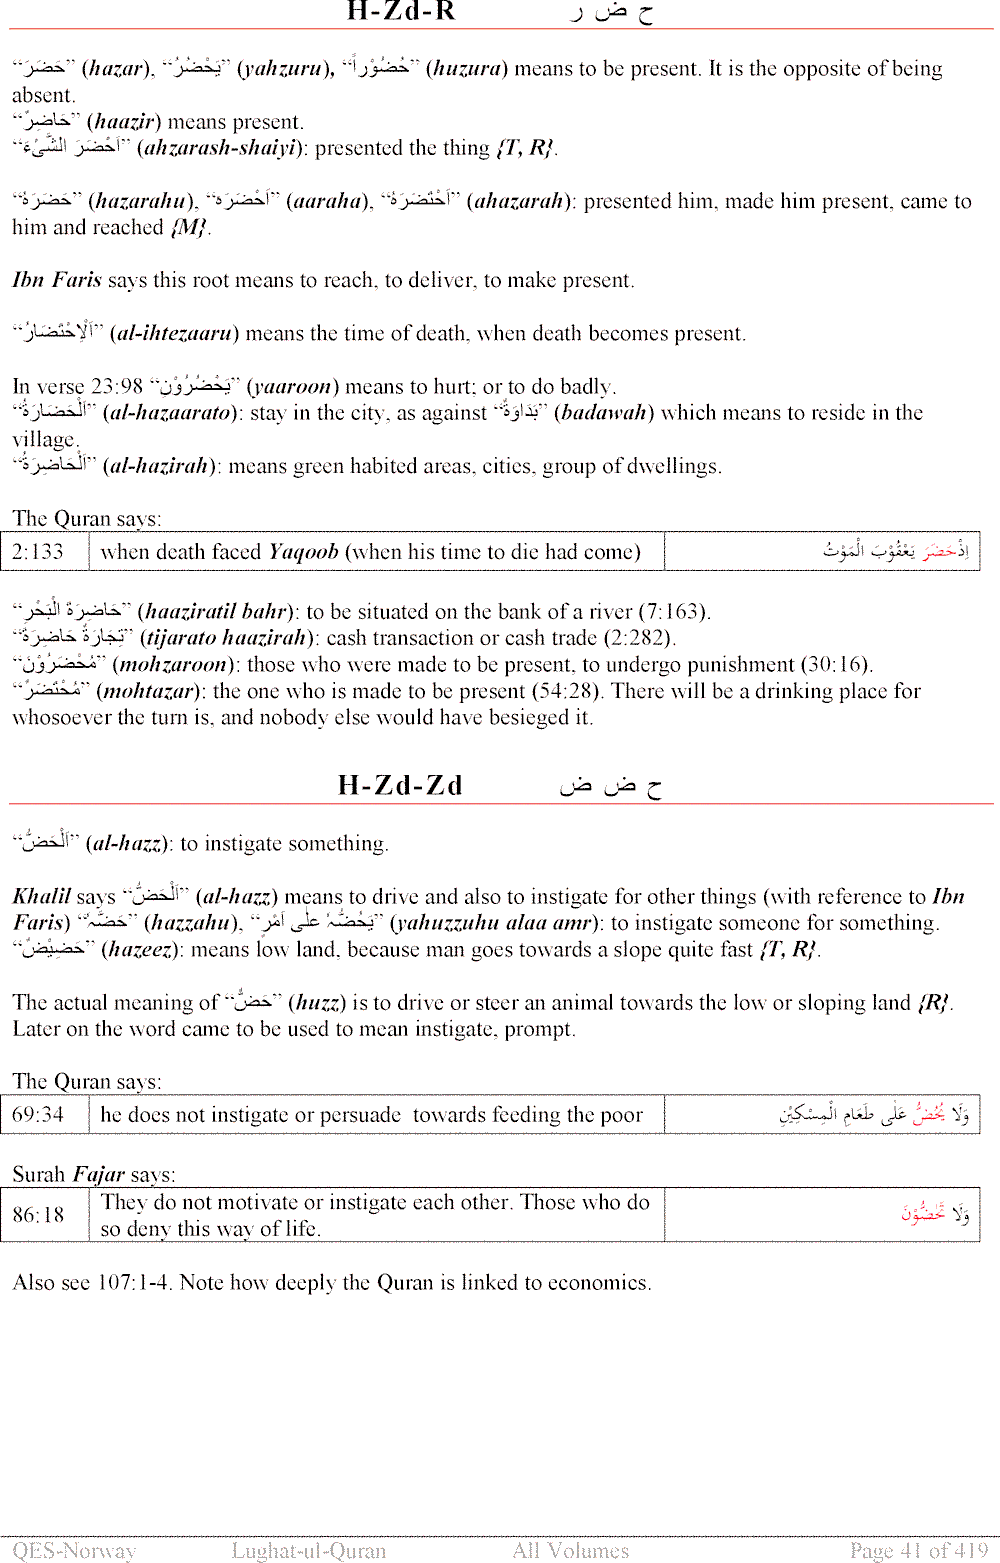 H-Zd-R ح ض ر
“حَضَرَ” (hazar), “يَحْضُرُ” (yahzuru), “حُضُوْراً” (huzura) means to be present. It is the opposite of being
absent.
“حَاضِرٌ” (haazir) means present.
“اَحْضَرَ الشَّیْءَ” (ahzarash-shaiyi): presented the thing {T, R}.
“حَضَرَهٗ” (hazarahu), “اَحْضَرَه” (aaraha), “اَحْتَضَرَهٗ” (ahazarah): presented him, made him present, came to
him and reached {M}.
Ibn Faris says this root means to reach, to deliver, to make present.
“اَلْاِحْتَضَارُ” (al-ihtezaaru) means the time of death, when death becomes present.
In verse 23:98 “يَحْضُرُوْنِ” (yaaroon) means to hurt; or to do badly.
“اَلْحَضَارَةُ” (al-hazaarato): stay in the city, as against “بَدَاوَةٌ” (badawah) which means to reside in the
village.
“اَلْحَاضِرَةُ” (al-hazirah): means green habited areas, cities, group of dwellings.
The Quran says:
2:133 when death faced Yaqoob (when his time to die had come) اِذْحَضَرَ يَعْقُوْبَ الْمَوْتُ
“حَاضِرَةَ الْبَحْرِ” (haaziratil bahr): to be situated on the bank of a river (7:163).
“تِجَارَةً حَاضِرَةً” (tijarato haazirah): cash transaction or cash trade (2:282).
“مُحْضَرُوْنَ” (mohzaroon): those who were made to be present, to undergo punishment (30:16).
“مُحْتَضَرٌ” (mohtazar): the one who is made to be present (54:28). There will be a drinking place for
whosoever the turn is, and nobody else would have besieged it.
H-Zd-Zd ح ض ض
“اَلْحَضُّ” (al-hazz): to instigate something.
Khalil says “اَلْحَضُّ” (al-hazz) means to drive and also to instigate for other things (with reference to Ibn
Faris) “حَضَّہٗ” (hazzahu), “يَحُضُّہٗ عَلٰی اَمْرٍ” (yahuzzuhu alaa amr): to instigate someone for something.
“حَضِيْضٌ” (hazeez): means low land, because man goes towards a slope quite fast {T, R}.
The actual meaning of “حَضٌّ” (huzz) is to drive or steer an animal towards the low or sloping land {R}.
Later on the word came to be used to mean instigate, prompt.
The Quran says:
69:34 he does not instigate or persuade towards feeding the poor وَلَا يَحُضُّ عَلٰى طَعَامِ الْمِسْكِيْنِ
Surah Fajar says:
86:18 They do not motivate or instigate each other. Those who do وَلَا تَحٰضُّوْنَ
so deny this way of life.
Also see 107:1-4. Note how deeply the Quran is linked to economics.
QES-Norway Lughat-ul-Quran All Volumes Page 41 of 419